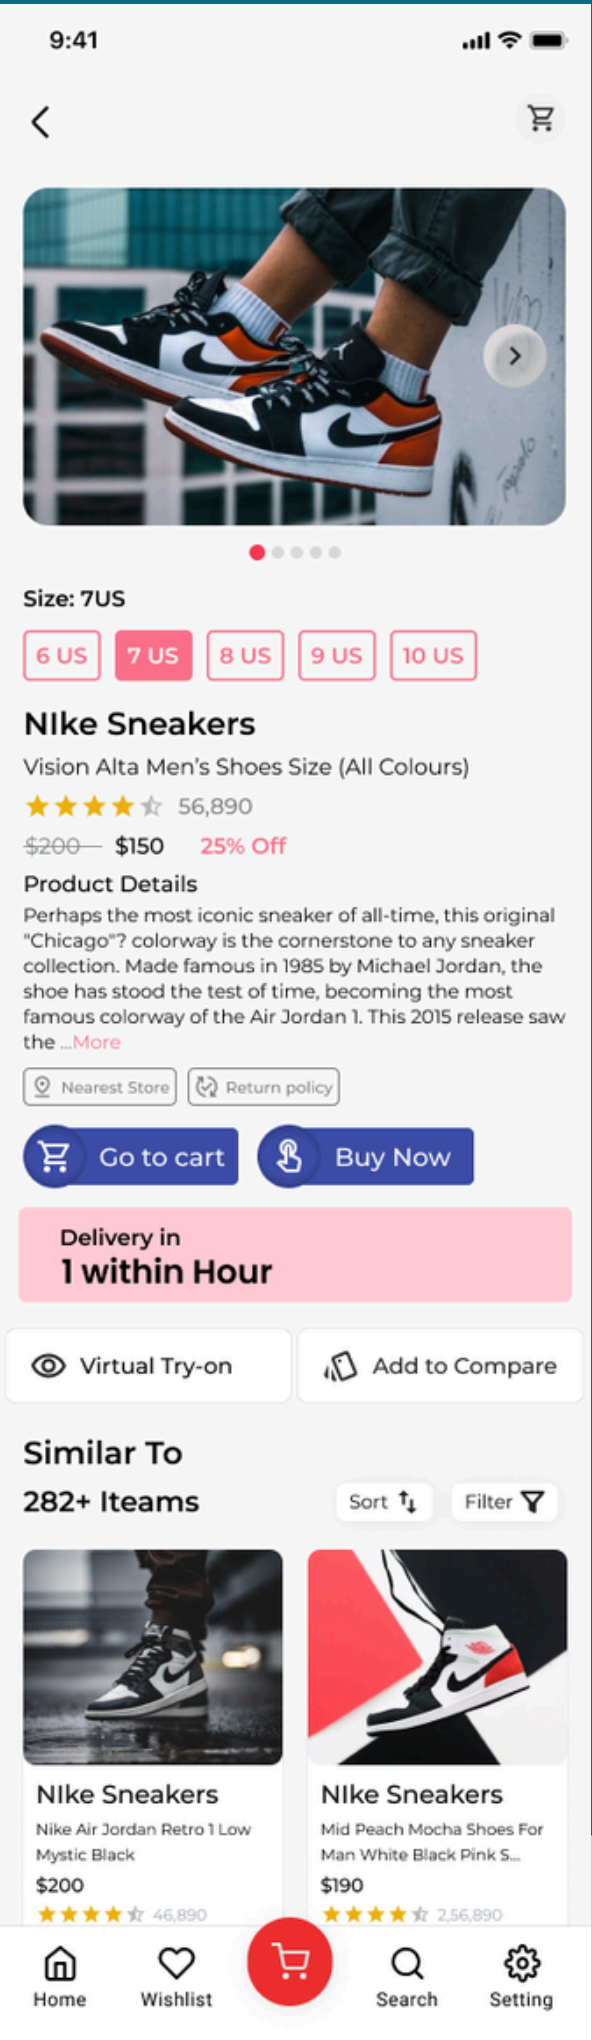 9:41
Size: 7US
6 US 7 US 8 US 9 US 10 US
NIke Sneakers
Vision Alta Men’s Shoes Size (All Colours)
56,890
$200 $150 25% Off
Product Details
Perhaps the most iconic sneaker of all-time, this original
"Chicago"? colorway is the cornerstone to any sneaker
collection. Made famous in 1985 by Michael Jordan, the
shoe has stood the test of time, becoming the most
famous colorway of the Air Jordan 1. This 2015 release saw
the ...More
Nearest Store Return policy
Go to cart Buy Now
Delivery in
1 within Hour
Virtual Try-on Add to Compare
Similar To
282+ Iteams
Sort Filter
NIke Sneakers
Nike Air Jordan Retro 1 Low
Mystic Black
$200
46,890
NIke Sneakers
Mid Peach Mocha Shoes For
Man White Black Pink S...
$190
2,56,890
Home Wishlist Search Setting